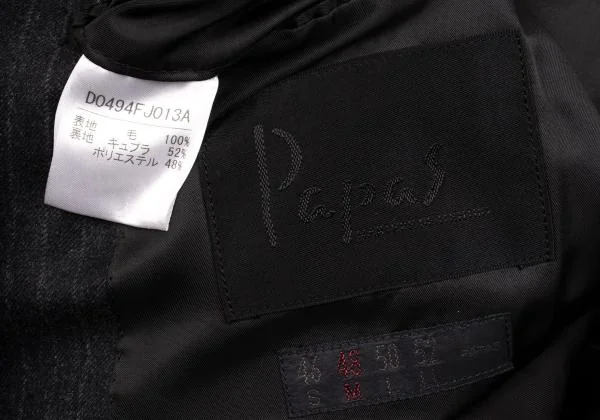 D0494FJ013A
表地 毛 100%
裏地 キュプラ 52%
ポリエステル 48%
Papas
46 48 50 52
S M L LL